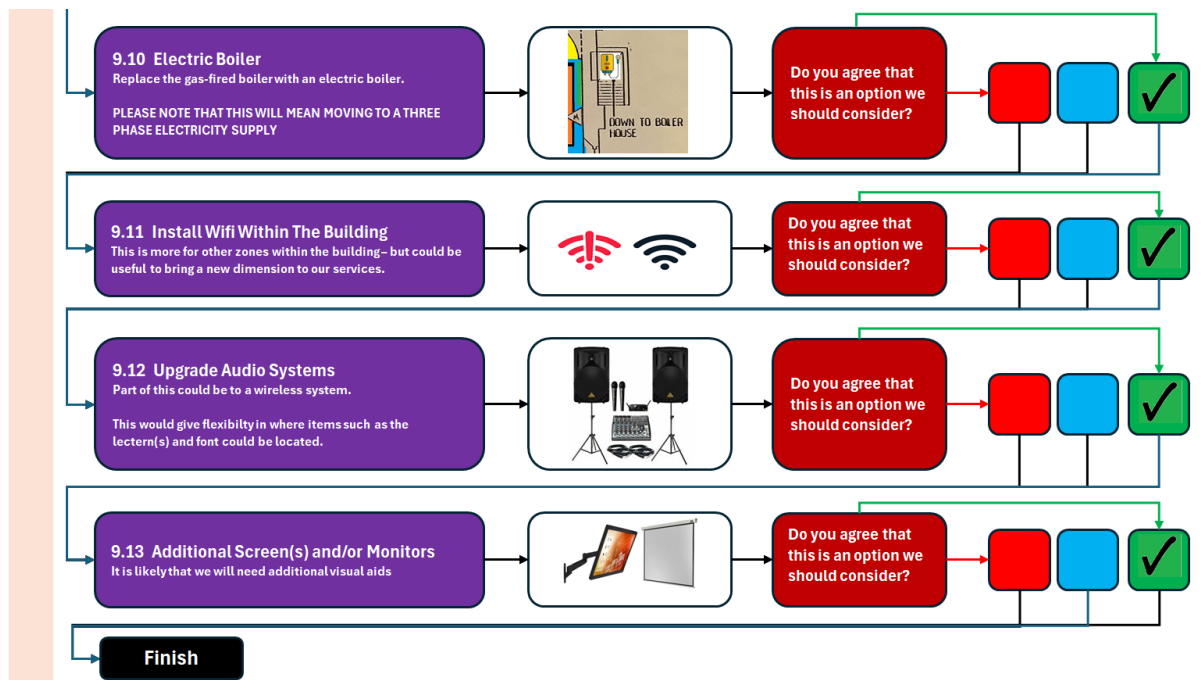 9.10 Electric Boiler
Replace the gas-fired boiler with an electric boiler.
PLEASE NOTE THAT THIS WILL MEAN MOVING TO A THREE
PHASE ELECTRICITY SUPPLY
DOWN TO BOILER
HOUSE
Do you agree that
this is an option we
should consider?
9.11 Install Wifi Within The Building
This is more for other zones within the building– but could be
useful to bring a new dimension to our services.
Do you agree that
this is an option we
should consider?
9.12 Upgrade Audio Systems
Part of this could be to a wireless system.
This would give flexibilty in where items such as the
lectern(s) and font could be located.
Do you agree that
this is an option we
should consider?
9.13 Additional Screen(s) and/or Monitors
It is likely that we will need additional visual aids
Do you agree that
this is an option we
should consider?
Finish